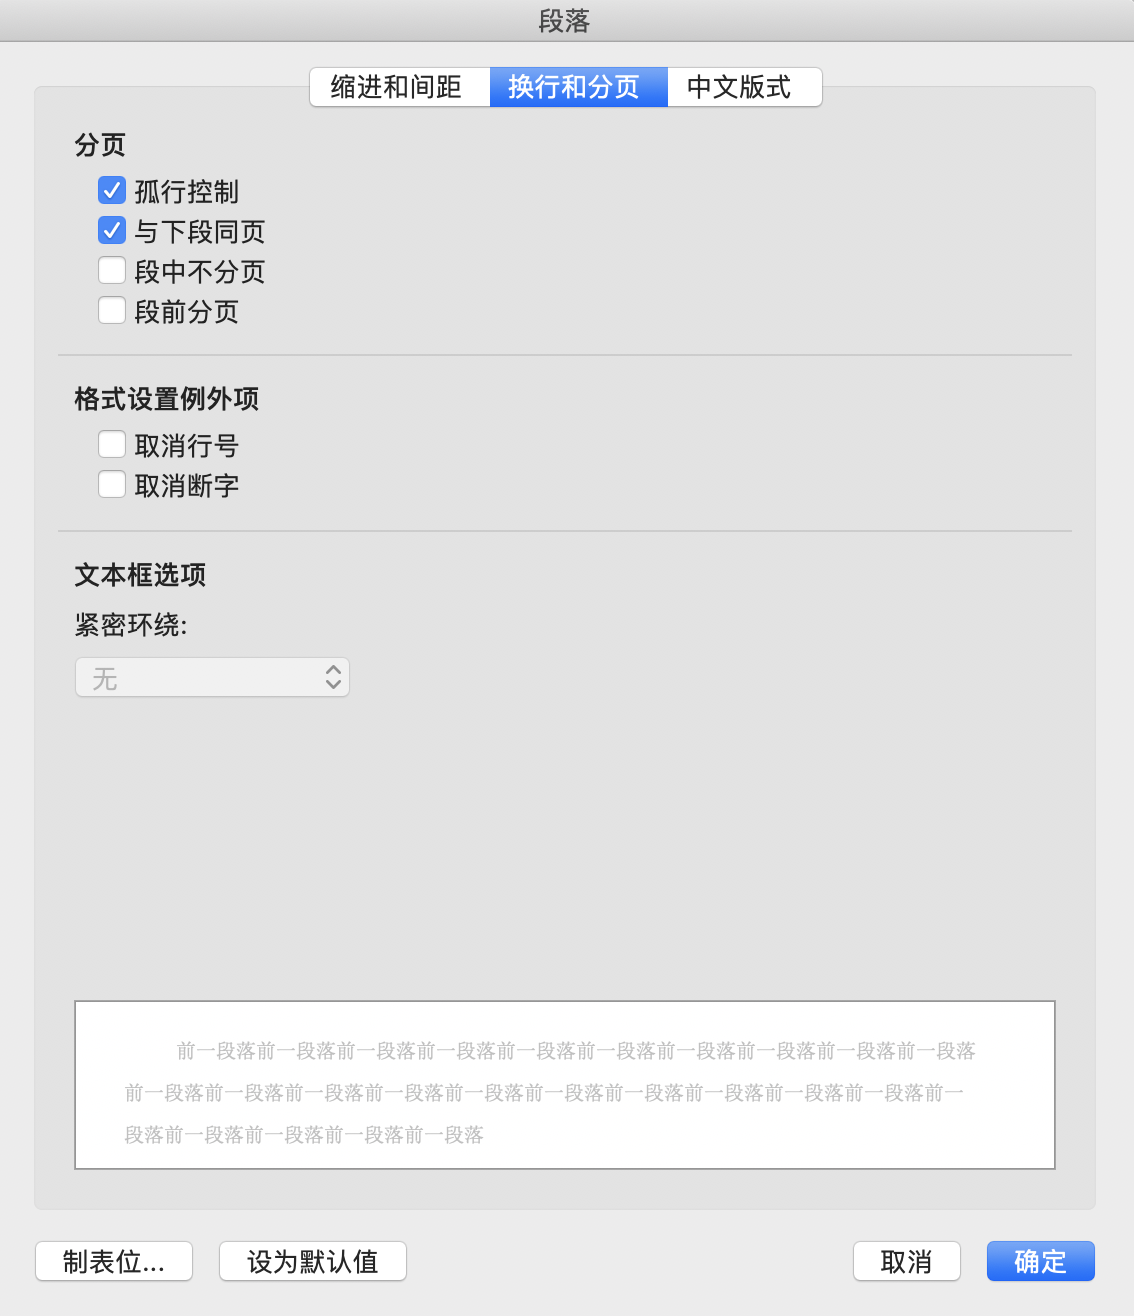 段落
缩进和间距 换行和分页 中文版式
分页
孤行控制
与下段同页
段中不分页
段前分页
格式设置例外项
取消行号
取消断字
文本框选项
紧密环绕:
无
前一段落前一段落前一段落前一段落前一段落前一段落前一段落前一段落前一段落前一段落
前一段落前一段落前一段落前一段落前一段落前一段落前一段落前一段落前一段落前一段落前一
段落前一段落前一段落前一段落前一段落
制表位... 设为默认值 取消 确定